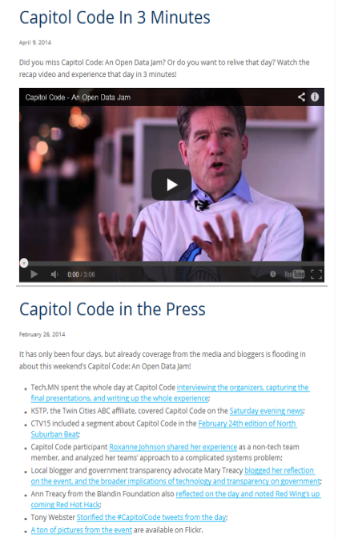 Capitol Code In 3 Minutes
April 9, 2014
Did you miss Capitol Code: An Open Data Jam? Or do you want to relive that day? Watch the
recap video and experience that day in 3 minutes!
Capitol Code - An Open Data Jam
0:00 / 3:06
YouTube
Capitol Code in the Press
February 26, 2014
It has only been four days, but already coverage from the media and bloggers is flooding in
about this weekend's Capitol Code: An Open Data Jam!
Tech.MN spent the whole day at Capitol Code interviewing the organizers, capturing the
final presentations, and writing up the whole experience;
KSTP, the Twin Cities ABC affiliate, covered Capitol Code on the Saturday evening news;
CTV15 included a segment about Capitol Code in the February 24th edition of North
Suburban Beat;
Capitol Code participant Roxanne Johnson shared her experience as a non-tech team
member, and analyzed her teams' approach to a complicated systems problem;
Local blogger and government transparency advocate Mary Treacy blogged her reflection
on the event, and the broader implications of technology and transparency on government;
Ann Treacy from the Blandin Foundation also reflected on the day and noted Red Wing's up
coming Red Hot Hack;
Tony Webster Storified the #CapitolCode tweets from the day;
A ton of pictures from the event are available on Flickr.